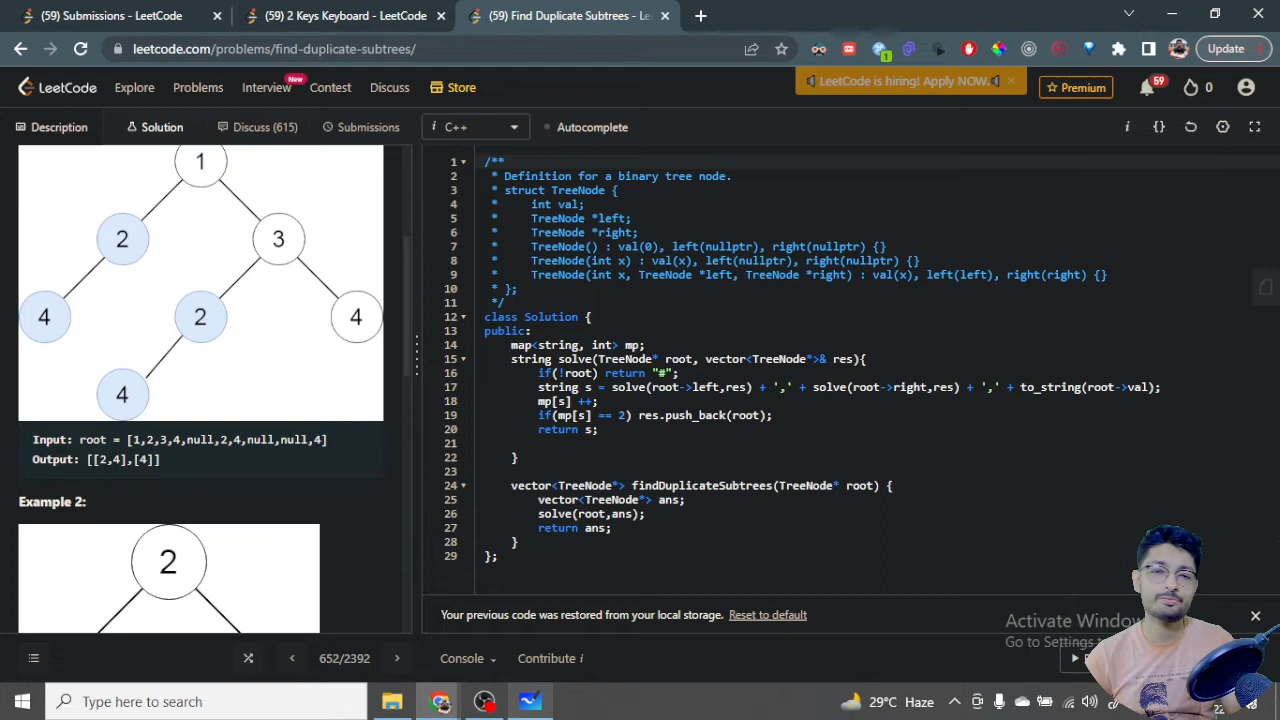 (59) Submissions - LeetCode
(59) 2 Keys Keyboard - LeetCode
(59) Find Duplicate Subtrees - Le
leetcode.com/problems/find-duplicate-subtrees/
1
Update
LeetCode
Explore
Problems
Interview
New
Contest
Discuss
Store
LeetCode is hiring! Apply NOW.
Premium
59
0
Description
Solution
Discuss (615)
Submissions
i C++
Autocomplete
i {}
1
2
3
4
2
4
4
Input: root = [1,2,3,4,null,2,4,null,null,4]
Output: [[2,4],[4]]
Example 2:
2
1 /**
2 * Definition for a binary tree node.
3 * struct TreeNode {
4 * int val;
5 * TreeNode *left;
6 * TreeNode *right;
7 * TreeNode() : val(0), left(nullptr), right(nullptr) {}
8 * TreeNode(int x) : val(x), left(nullptr), right(nullptr) {}
9 * TreeNode(int x, TreeNode *left, TreeNode *right) : val(x), left(left), right(right) {}
10 * };
11 */
12 class Solution {
13 public:
14 map<string, int> mp;
15 string solve(TreeNode* root, vector<TreeNode*>& res){
16 if(!root) return "#";
17 string s = solve(root->left,res) + ',' + solve(root->right,res) + ',' + to_string(root->val);
18 mp[s] ++;
19 if(mp[s] == 2) res.push_back(root);
20 return s;
21
22 }
23
24 vector<TreeNode*> findDuplicateSubtrees(TreeNode* root) {
25 vector<TreeNode*> ans;
26 solve(root,ans);
27 return ans;
28 }
29 };
Your previous code was restored from your local storage. Reset to default
Activate Window
Go to Settings
652/2392
Console
Contribute i
Type here to search
29°C Haze